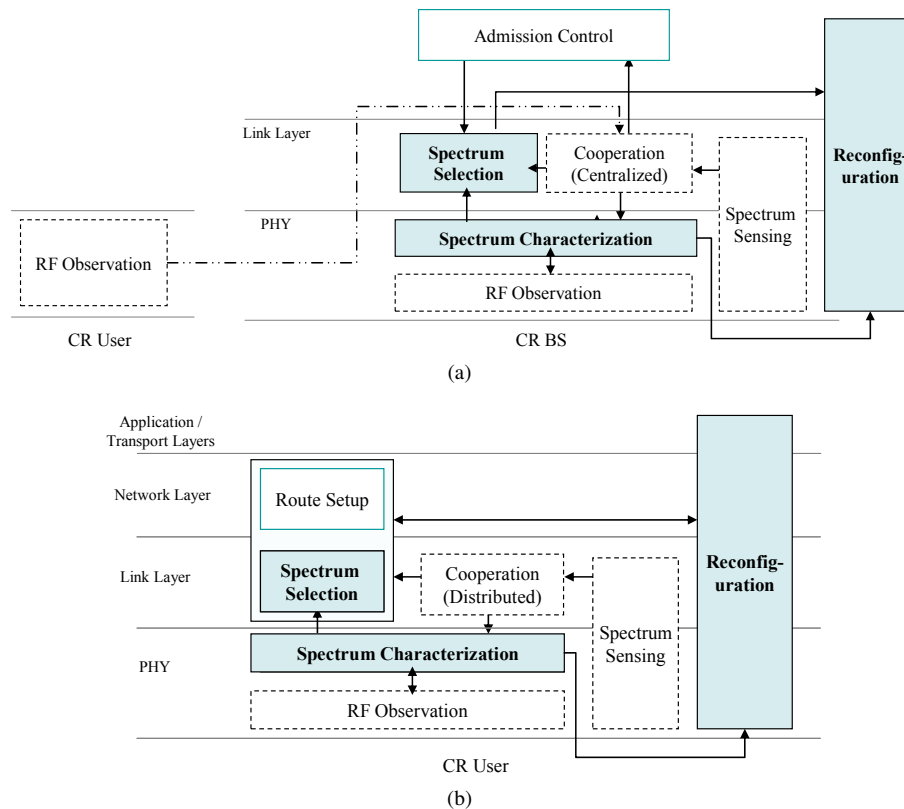 Admission Control
Link Layer
Spectrum
Selection
Cooperation
(Centralized)
Reconfig-
uration
PHY
Spectrum
Sensing
Spectrum Characterization
RF Observation
RF Observation
CR User
CR BS
(a)
Application /
Transport Layers
Network Layer
Route Setup
Reconfig-
uration
Link Layer
Spectrum
Selection
Cooperation
(Distributed)
Spectrum
Sensing
PHY
Spectrum Characterization
RF Observation
CR User
(b)